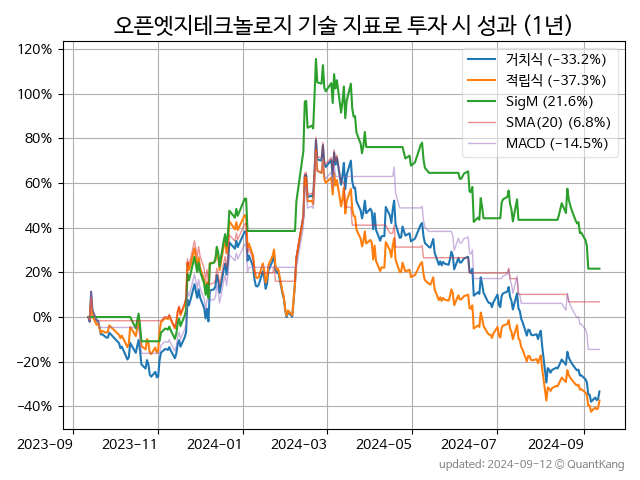 오픈엣지테크놀로지 기술 지표로 투자 시 성과 (1년)
120%
100%
80%
60%
40%
20%
0%
−20%
−40%
거치식 (−33.2%)
적립식 (−37.3%)
SigM (21.6%)
SMA(20) (6.8%)
MACD (−14.5%)
2023-09
2023-11
2024-01
2024-03
2024-05
2024-07
2024-09
updated: 2024-09-12 © QuantKang